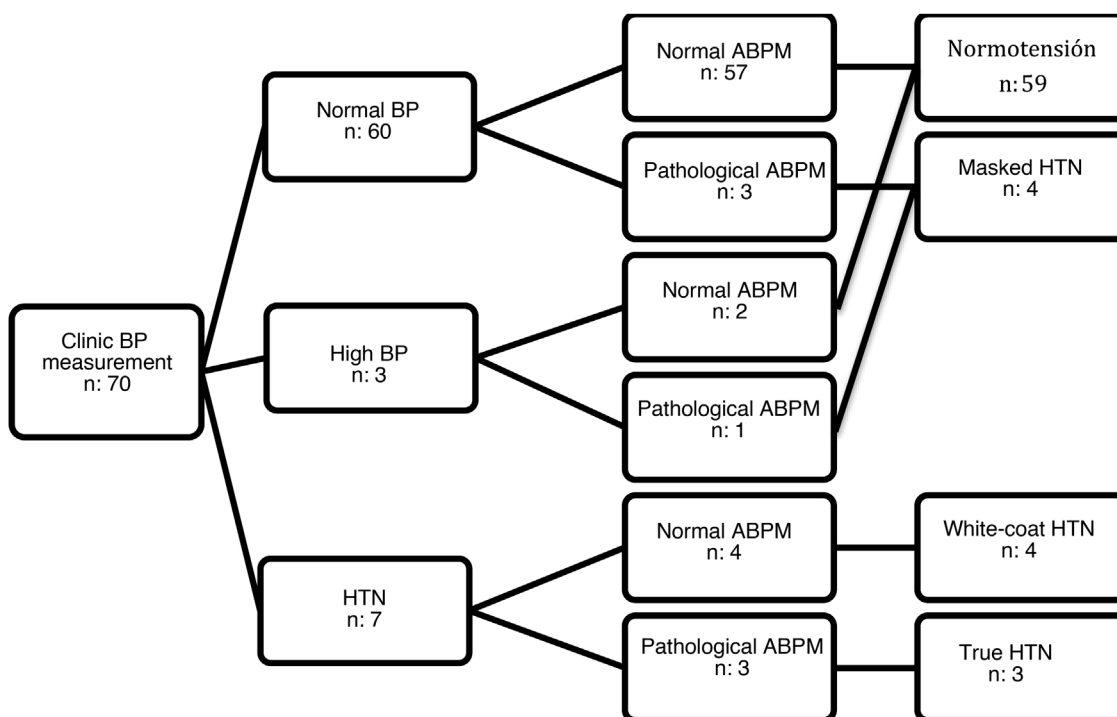 Clinic BP
measurement
n: 70
Normal BP
n: 60
High BP
n: 3
HTN
n: 7
Normal ABPM
n: 57
Pathological ABPM
n: 3
Normal ABPM
n: 2
Pathological ABPM
n: 1
Normal ABPM
n: 4
Pathological ABPM
n: 3
Normotensión
n: 59
Masked HTN
n: 4
White-coat HTN
n: 4
True HTN
n: 3